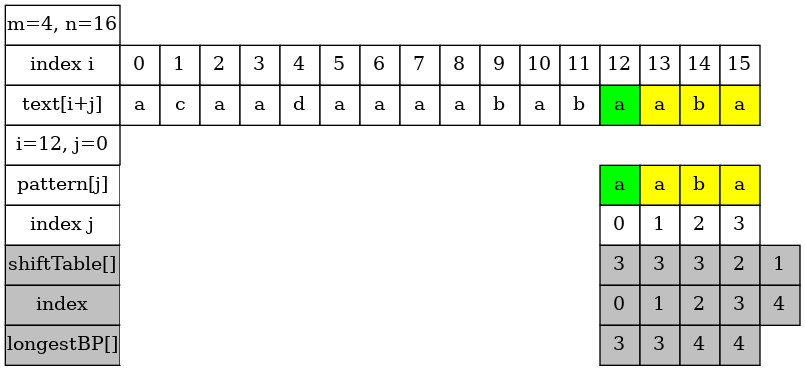 m=4, n=16
index i 0 1 2 3 4 5 6 7 8 9 10 11 12 13 14 15
text[i+j] a c a a d a a a a b a b a a b a
i=12, j=0
pattern[j] a a b a
index j 0 1 2 3
shiftTable[] 3 3 3 2 1
index 0 1 2 3 4
longestBP[] 3 3 4 4